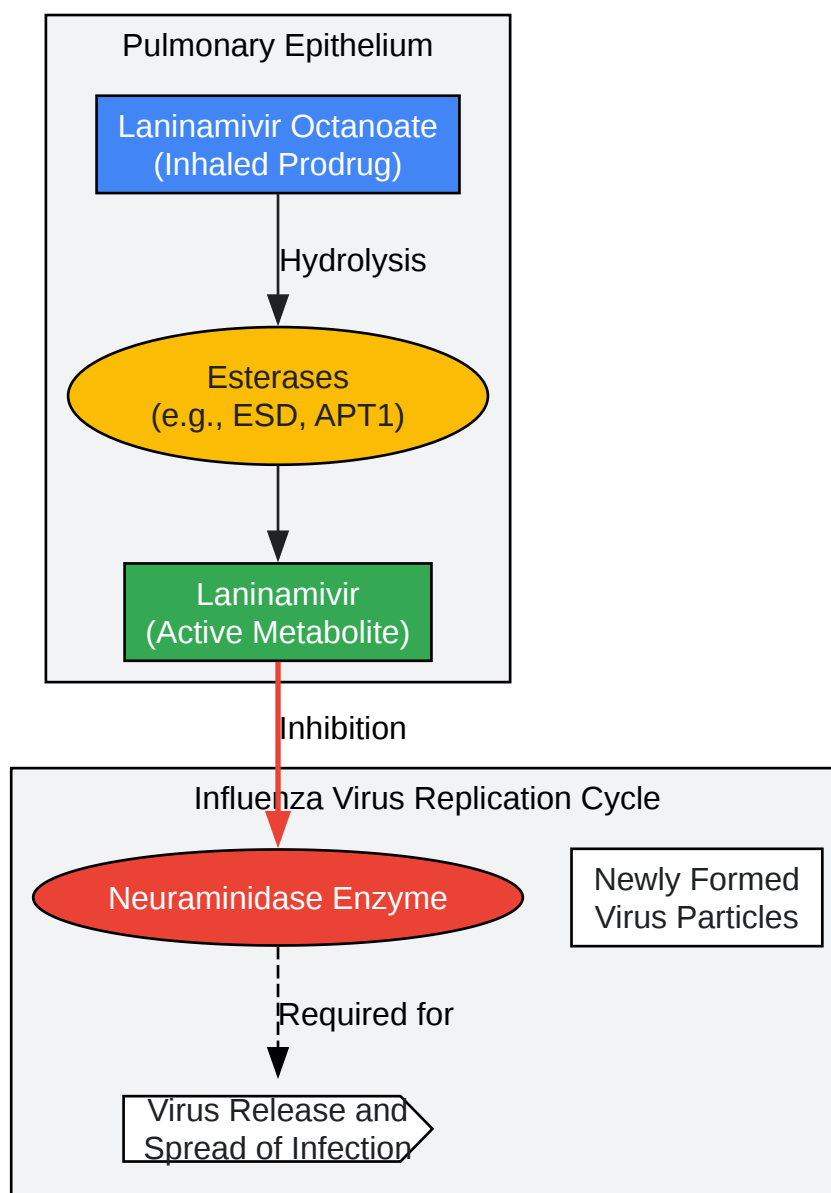 Pulmonary Epithelium
Laninamivir Octanoate
(Inhaled Prodrug)
Hydrolysis
Esterases
(e.g., ESD, APT1)
Laninamivir
(Active Metabolite)
Inhibition
Influenza Virus Replication Cycle
Neuraminidase Enzyme
Newly Formed
Virus Particles
Required for
Virus Release and
Spread of Infection